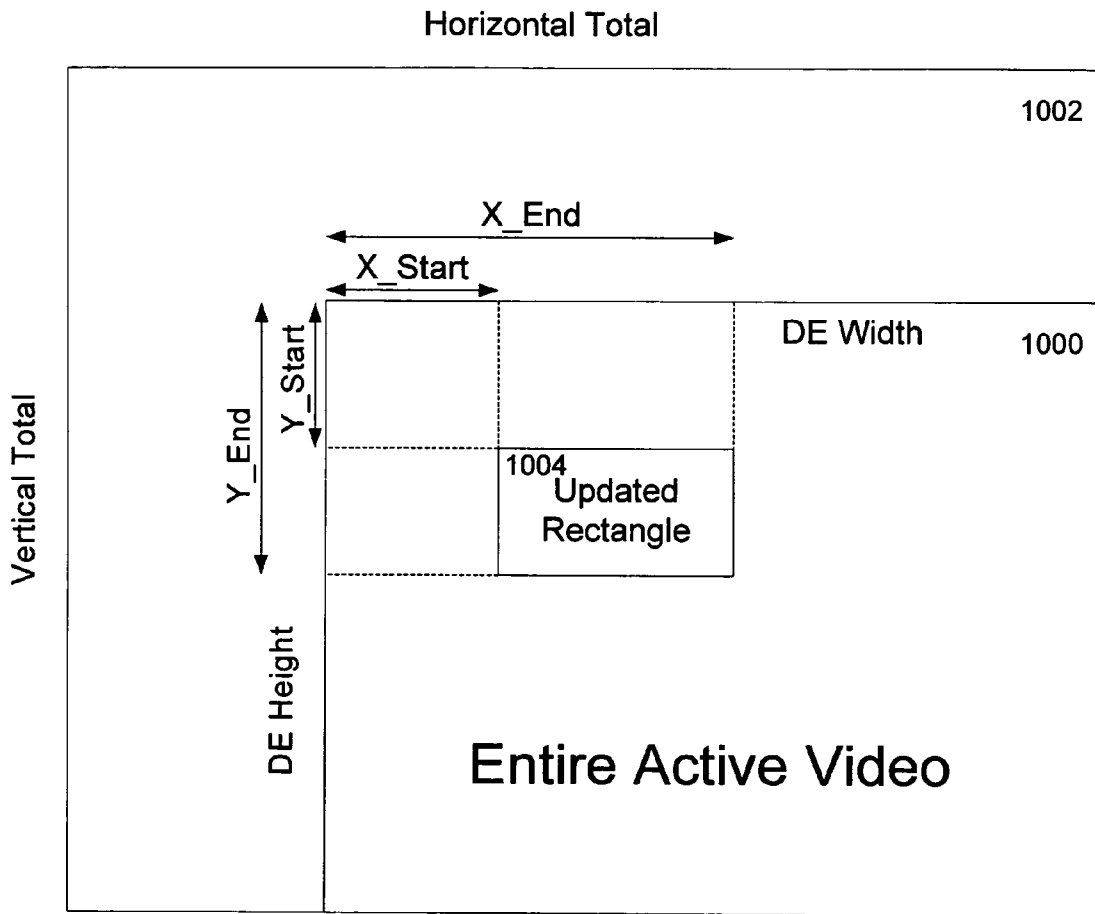 Horizontal Total
1002
X_End
X_Start
DE Width
1000
Y_Start
Y_End
Vertical Total
1004
Updated
Rectangle
DE Height
Entire Active Video